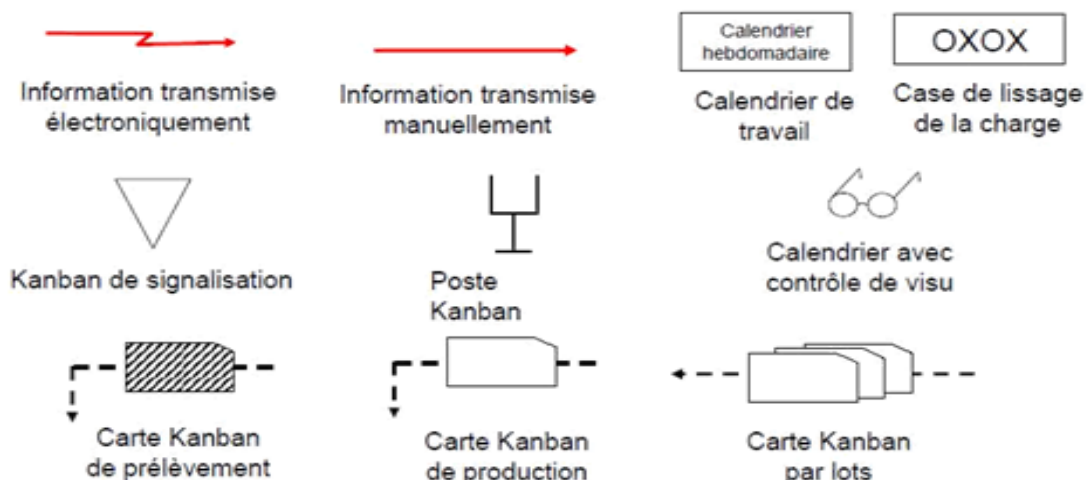 Calendrier
hebdomadaire
OXOX
Information transmise
électroniquement
Information transmise
manuellement
Calendrier de
travail
Case de lissage
de la charge
Kanban de signalisation
Poste
Kanban
Calendrier avec
contrôle de visu
Carte Kanban
de prélèvement
Carte Kanban
de production
Carte Kanban
par lots